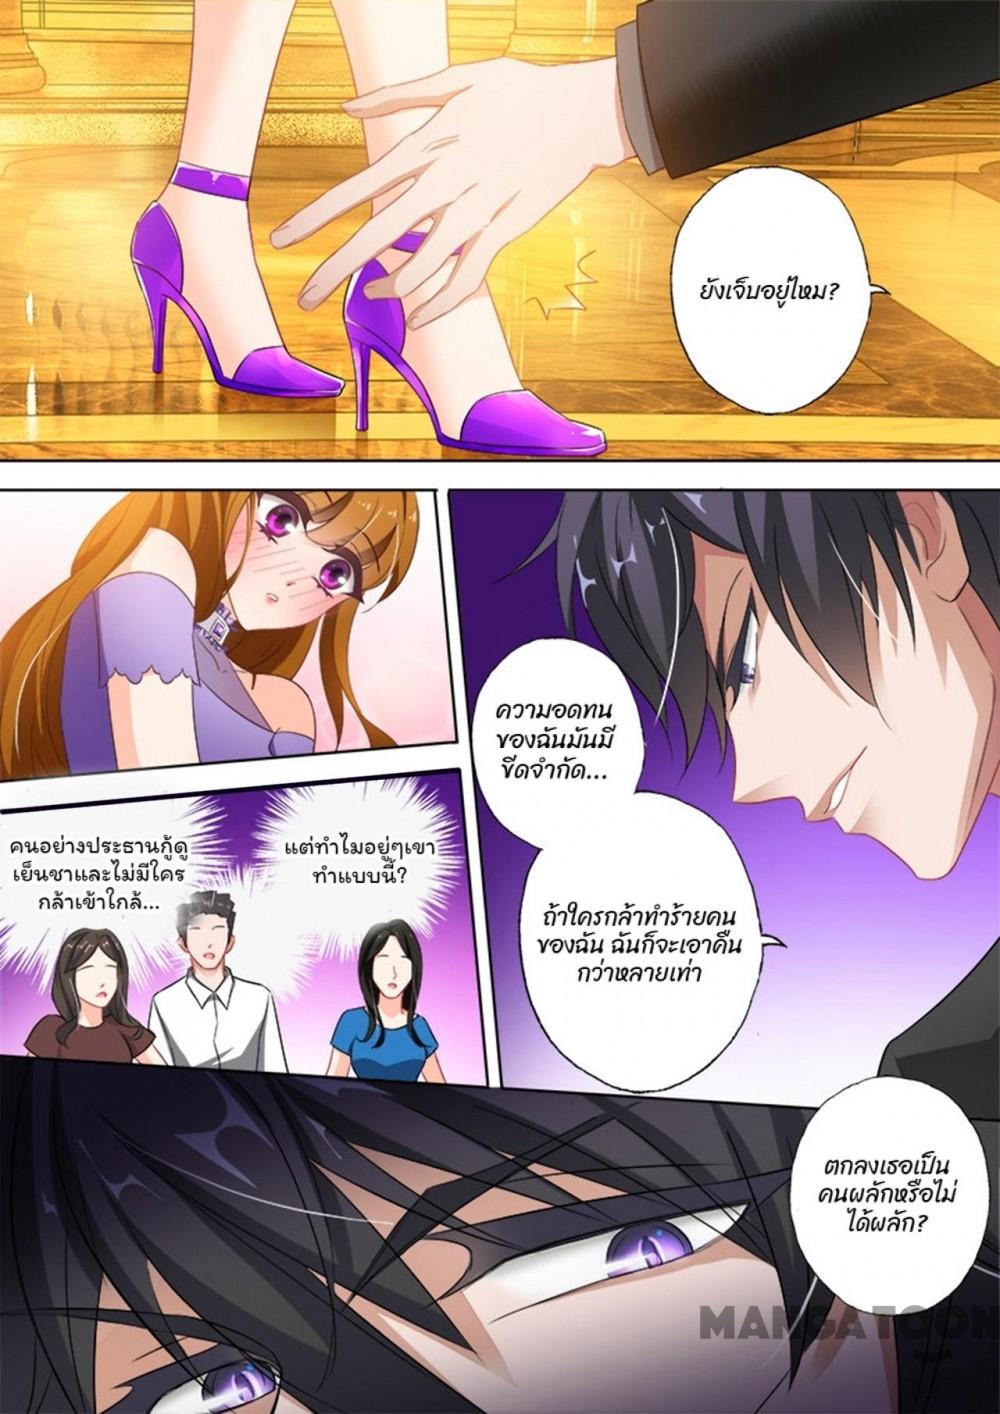 ยังเจ็บอยู่ไหม?
ความอดทน
ของฉันมันมี
ขีดจำกัด...
ถ้าใครกล้าทำร้ายคน
ของฉัน ฉันก็จะเอาคืน
กว่าหลายเท่า
คนอย่างประธานกู้ดู
เย็นชาและไม่มีใคร
กล้าเข้าใกล้...
แต่ทำไมอยู่ๆเขา
ทำแบบนี้?
ตกลงเธอเป็น
คนผลักหรือไม่
ได้ผลัก?
MANGATOON